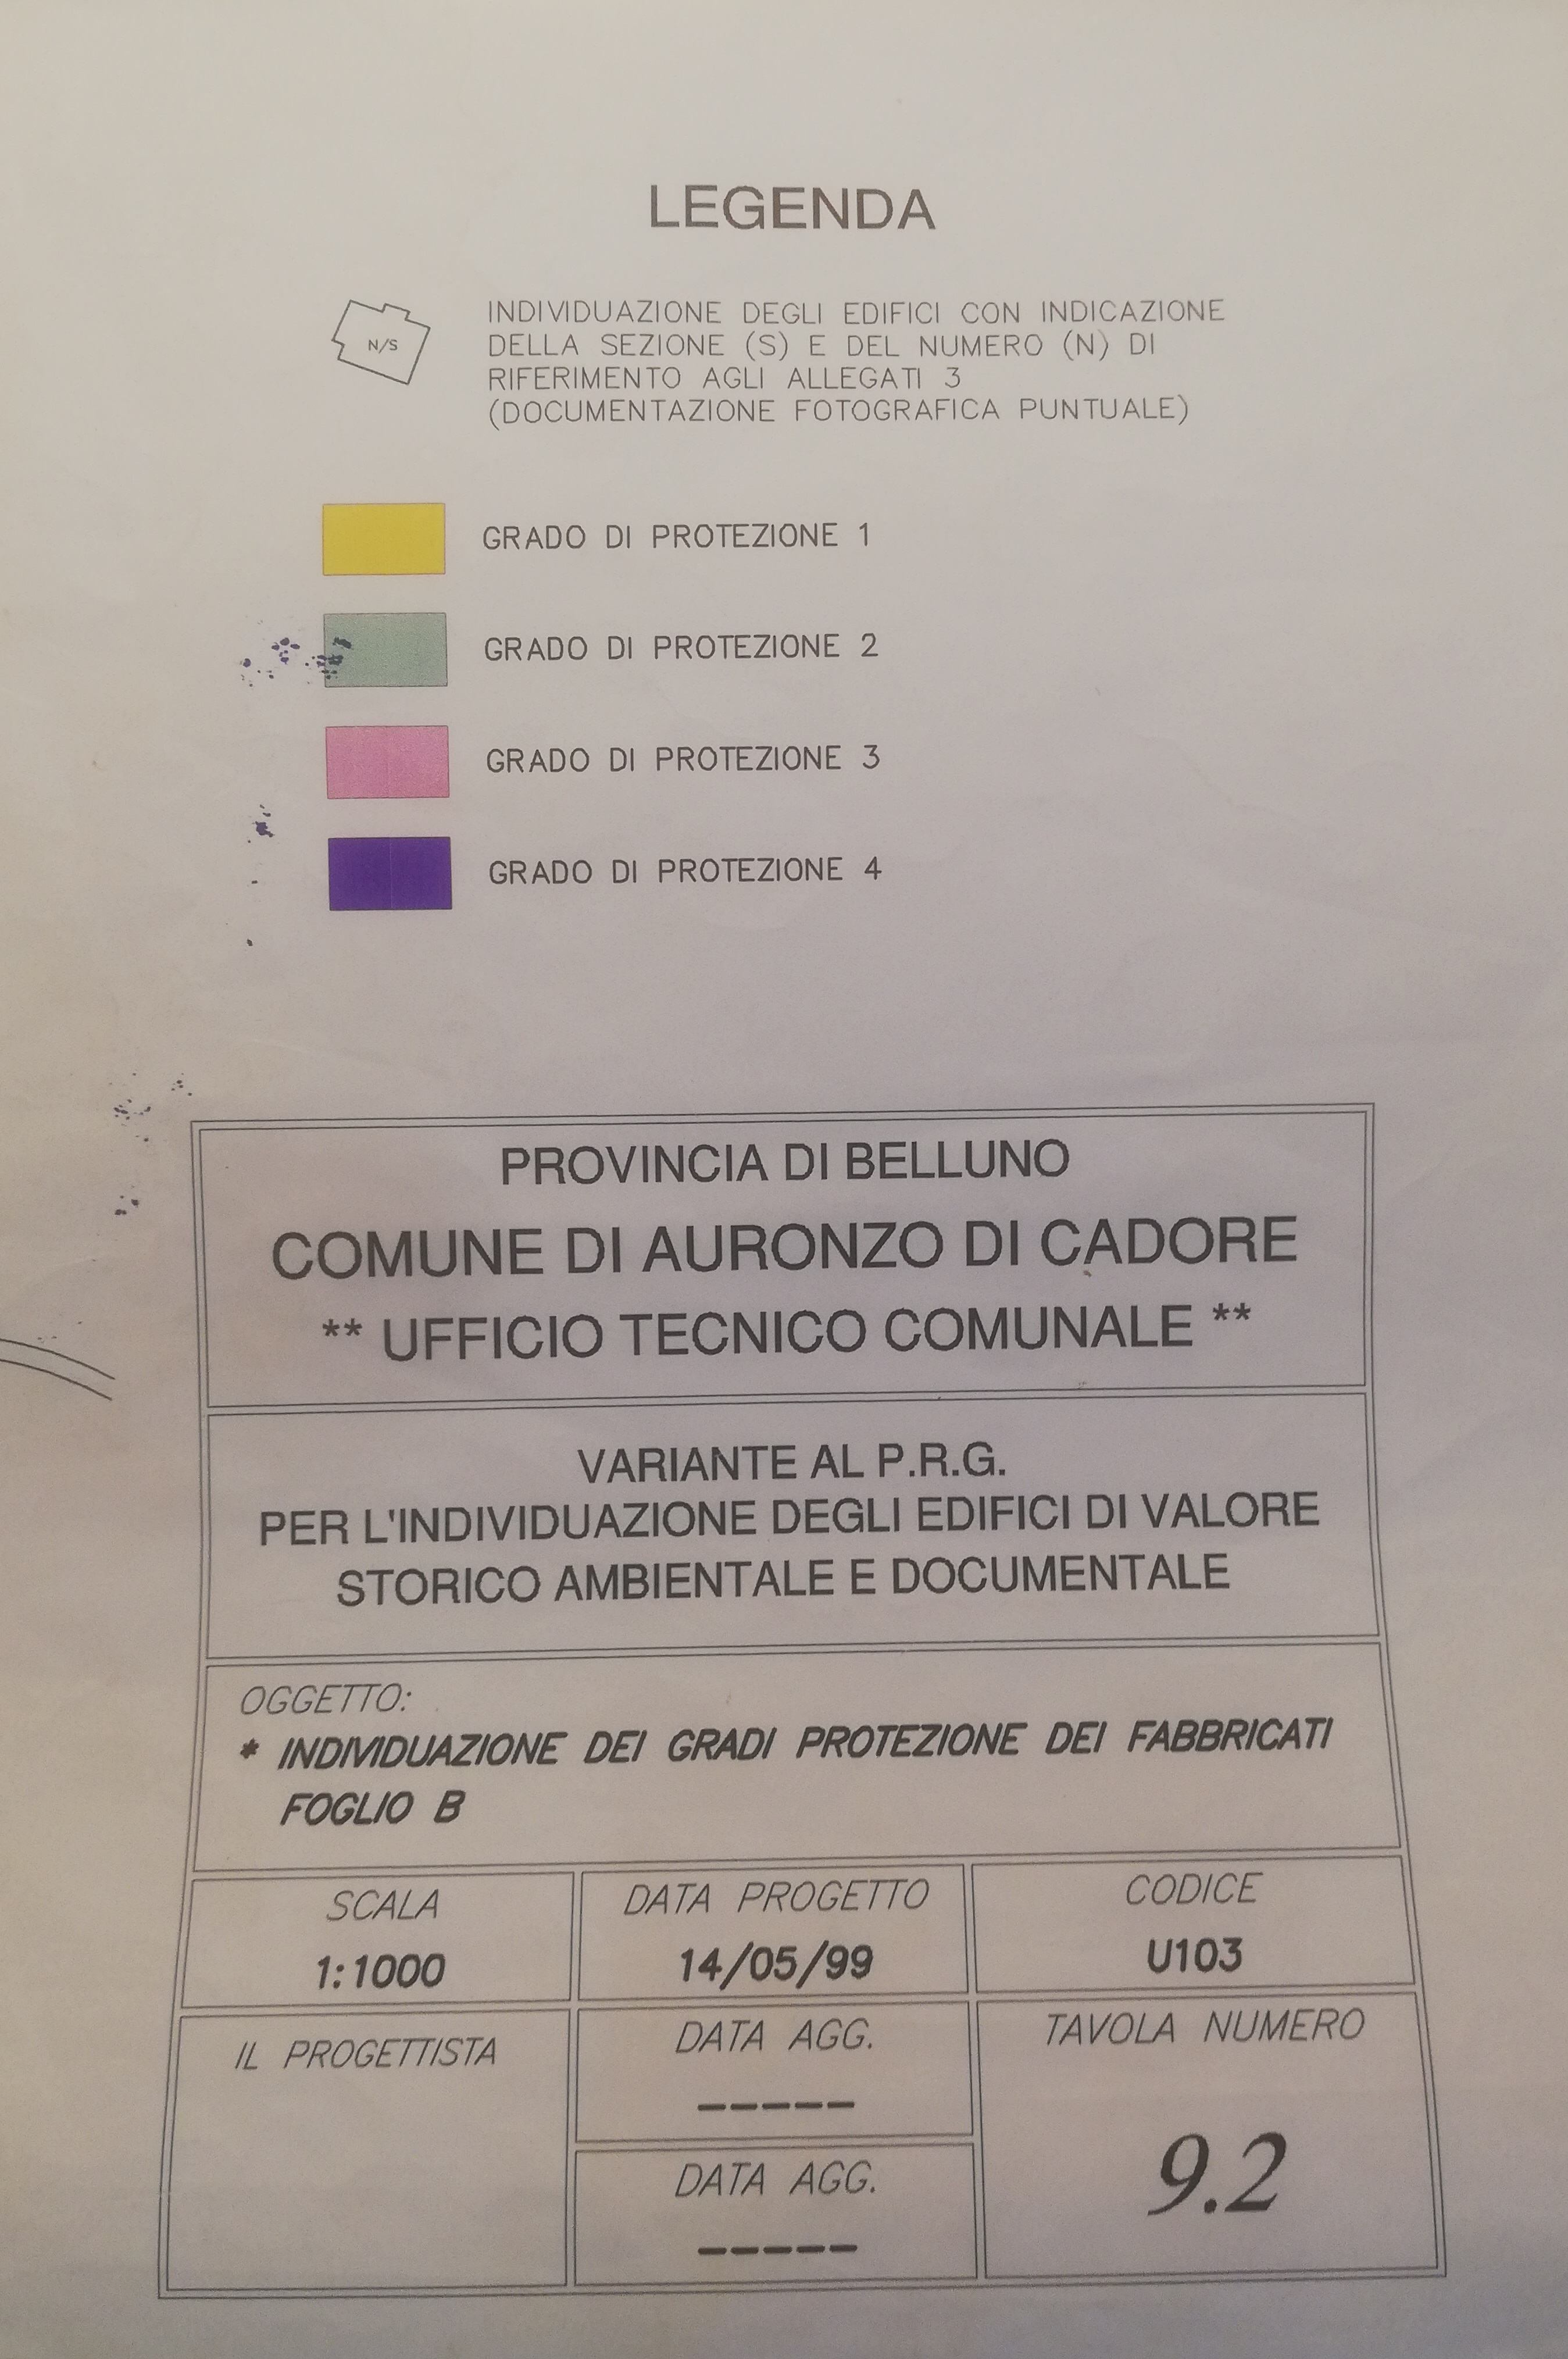 LEGENDA
N/S
INDIVIDUAZIONE DEGLI EDIFICI CON INDICAZIONE
DELLA SEZIONE (S) E DEL NUMERO (N) DI
RIFERIMENTO AGLI ALLEGATI 3
(DOCUMENTAZIONE FOTOGRAFICA PUNTUALE)
GRADO DI PROTEZIONE 1
GRADO DI PROTEZIONE 2
GRADO DI PROTEZIONE 3
GRADO DI PROTEZIONE 4
PROVINCIA DI BELLUNO
COMUNE DI AURONZO DI CADORE
** UFFICIO TECNICO COMUNALE **
VARIANTE AL P.R.G.
PER L'INDIVIDUAZIONE DEGLI EDIFICI DI VALORE
STORICO AMBIENTALE E DOCUMENTALE
OGGETTO:
* INDIVIDUAZIONE DEI GRADI PROTEZIONE DEI FABBRICATI
FOGLIO B
SCALA
1:1000
DATA PROGETTO
14/05/99
CODICE
U103
IL PROGETTISTA
DATA AGG.
-----
DATA AGG.
-----
TAVOLA NUMERO
9.2